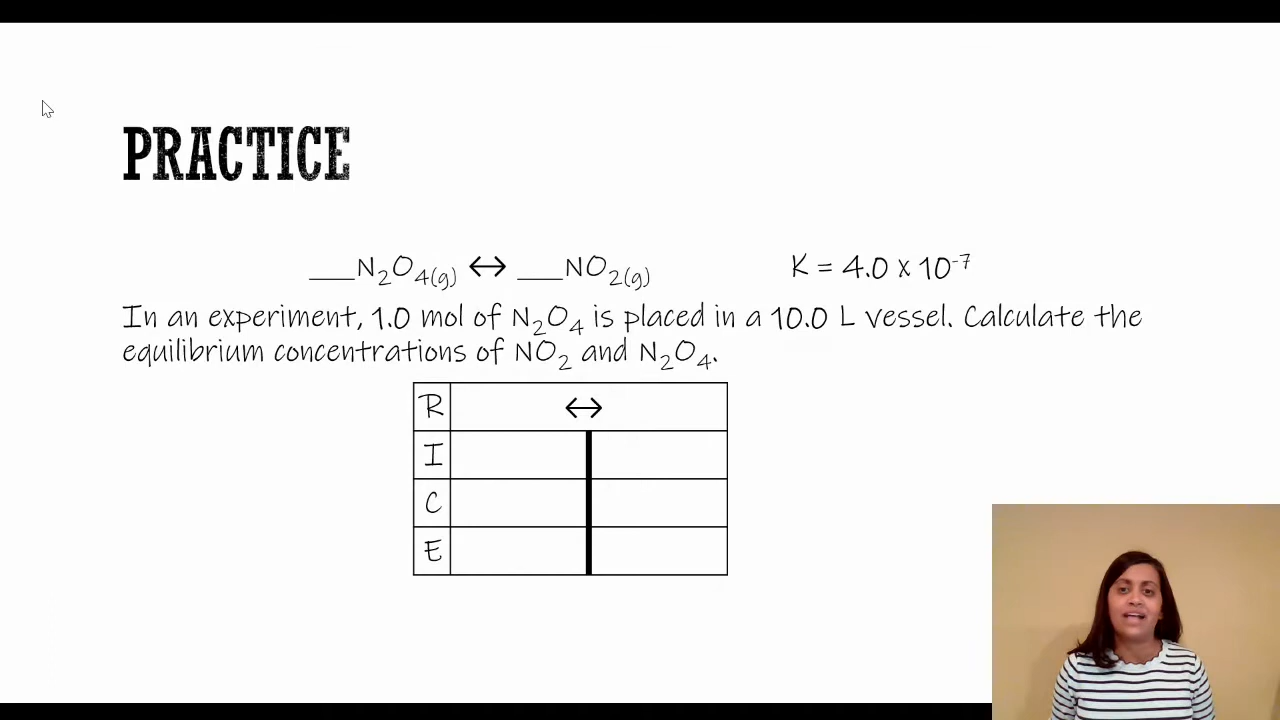 PRACTICE
___N₂O₄(g) ↔ ___NO₂(g) K = 4.0 x 10⁻⁷
In an experiment, 1.0 mol of N₂O₄ is placed in a 10.0 L vessel. Calculate the
equilibrium concentrations of NO₂ and N₂O₄.
R ↔
I
C
E